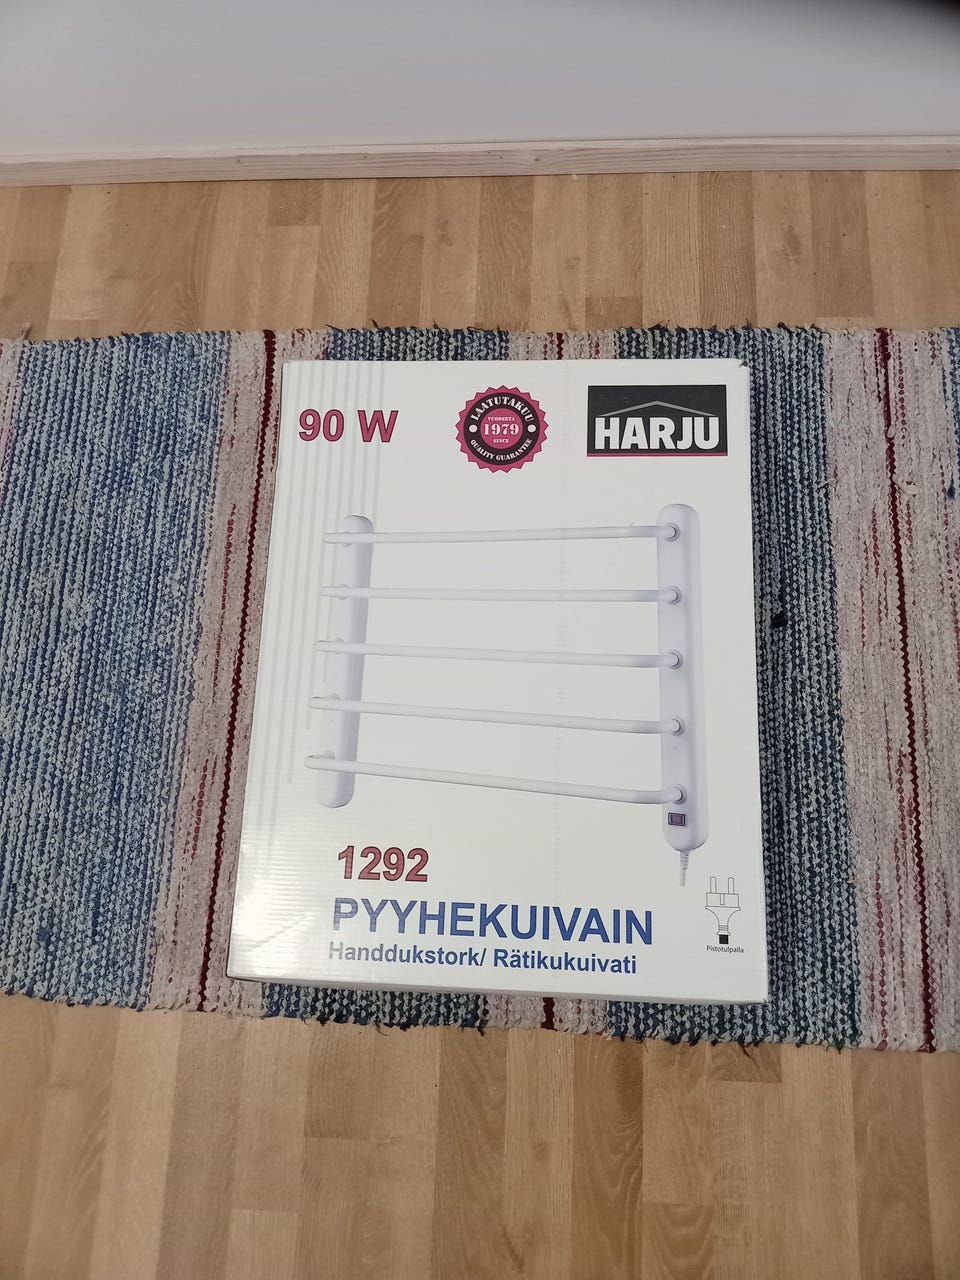 90 W
LAATUTAKUU
VUODESTA
1979
SINCE
QUALITY GUARANTEE
HARJU
1292
PYYHEKUIVAIN
Handdukstork/ Rätikukuivati
Pistotulpalla